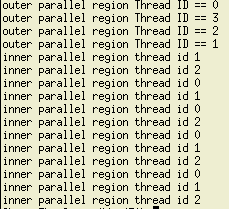 outer parallel region Thread ID == 0
outer parallel region Thread ID == 3
outer parallel region Thread ID == 2
outer parallel region Thread ID == 1
inner parallel region thread id 1
inner parallel region thread id 2
inner parallel region thread id 0
inner parallel region thread id 1
inner parallel region thread id 0
inner parallel region thread id 2
inner parallel region thread id 0
inner parallel region thread id 1
inner parallel region thread id 2
inner parallel region thread id 0
inner parallel region thread id 1
inner parallel region thread id 2